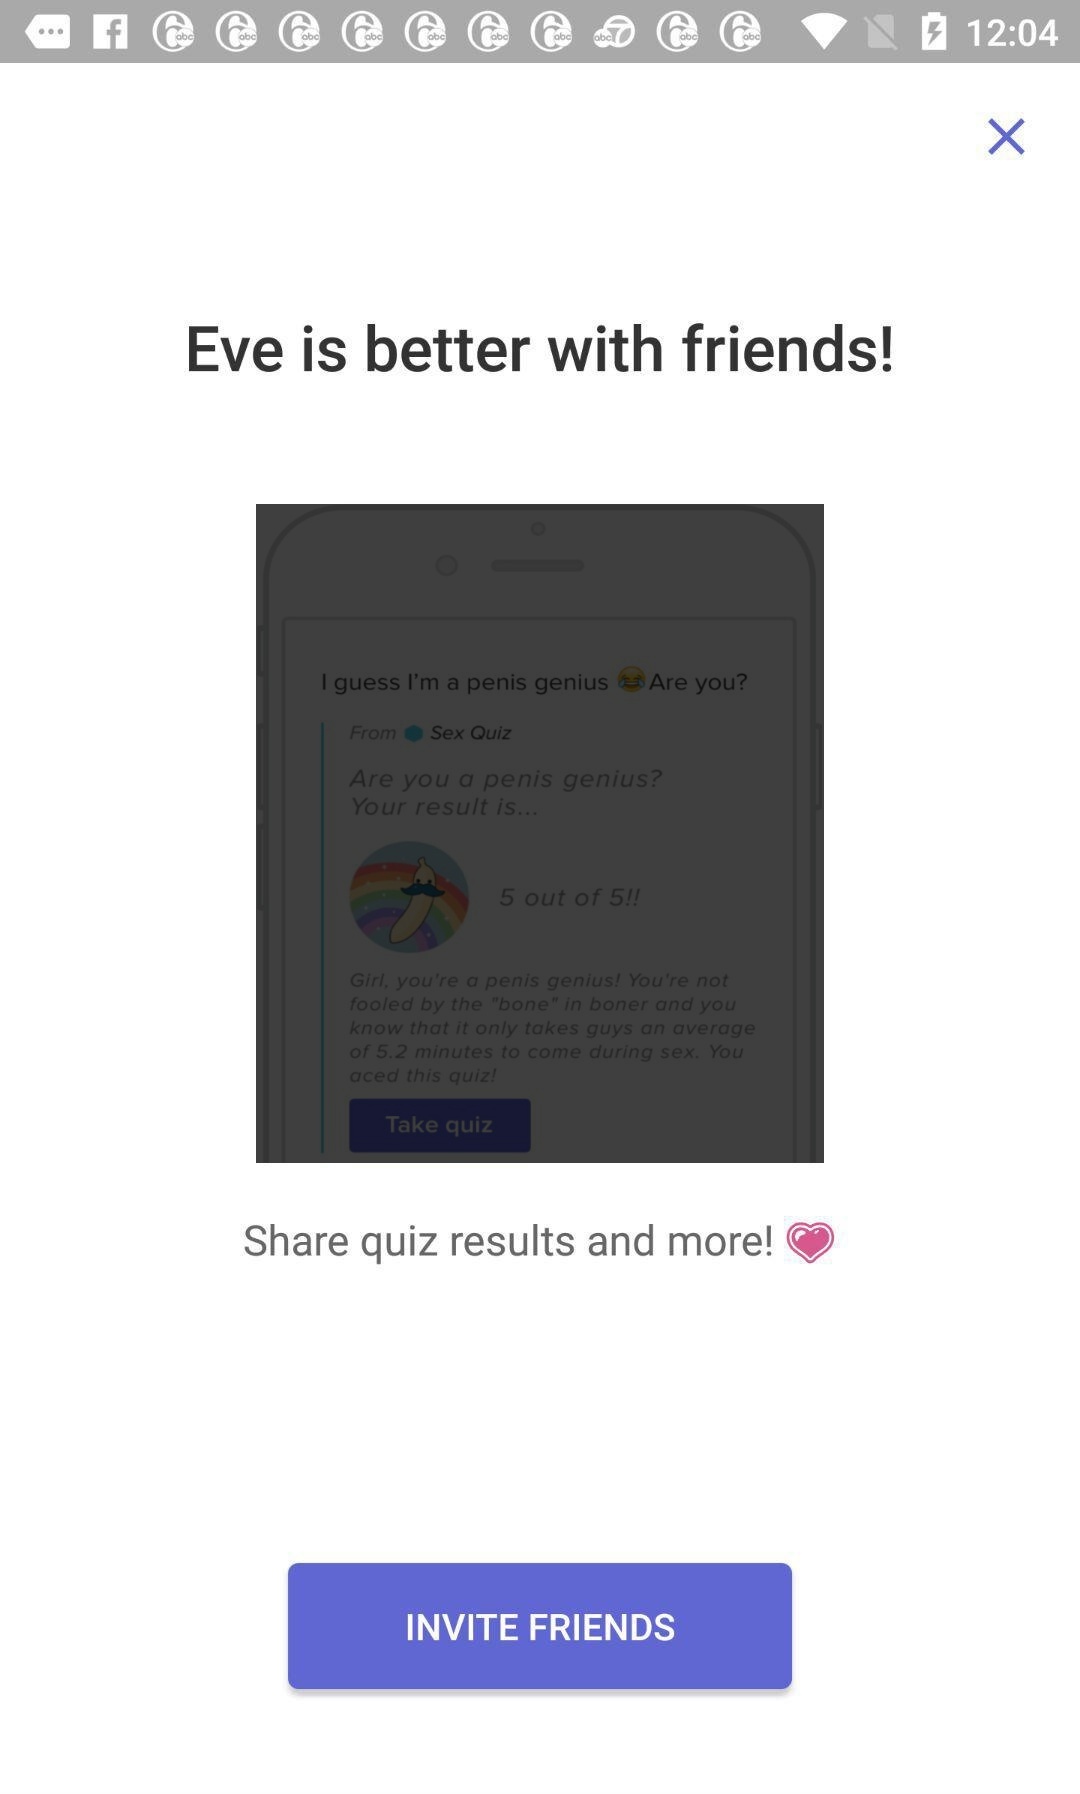 12:04
Eve is better with friends!
I guess I'm a penis genius 😂 Are you?
From Sex Quiz
Are you a penis genius?
Your result is...
5 out of 5!!
Girl, you're a penis genius! You're not
fooled by the "bone" in boner and you
know that it only takes guys an average
of 5.2 minutes to come during sex. You
aced this quiz!
Take quiz
Share quiz results and more! 💗
INVITE FRIENDS